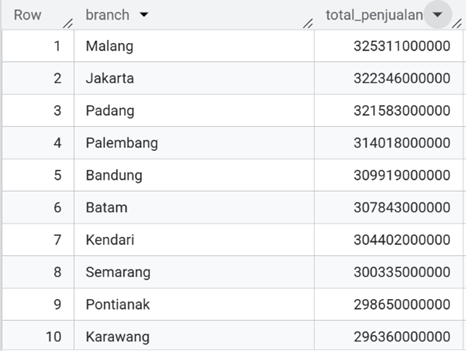 Row branch total_penjualan
1 Malang 325311000000
2 Jakarta 322346000000
3 Padang 321583000000
4 Palembang 314018000000
5 Bandung 309919000000
6 Batam 307843000000
7 Kendari 304402000000
8 Semarang 300335000000
9 Pontianak 298650000000
10 Karawang 296360000000